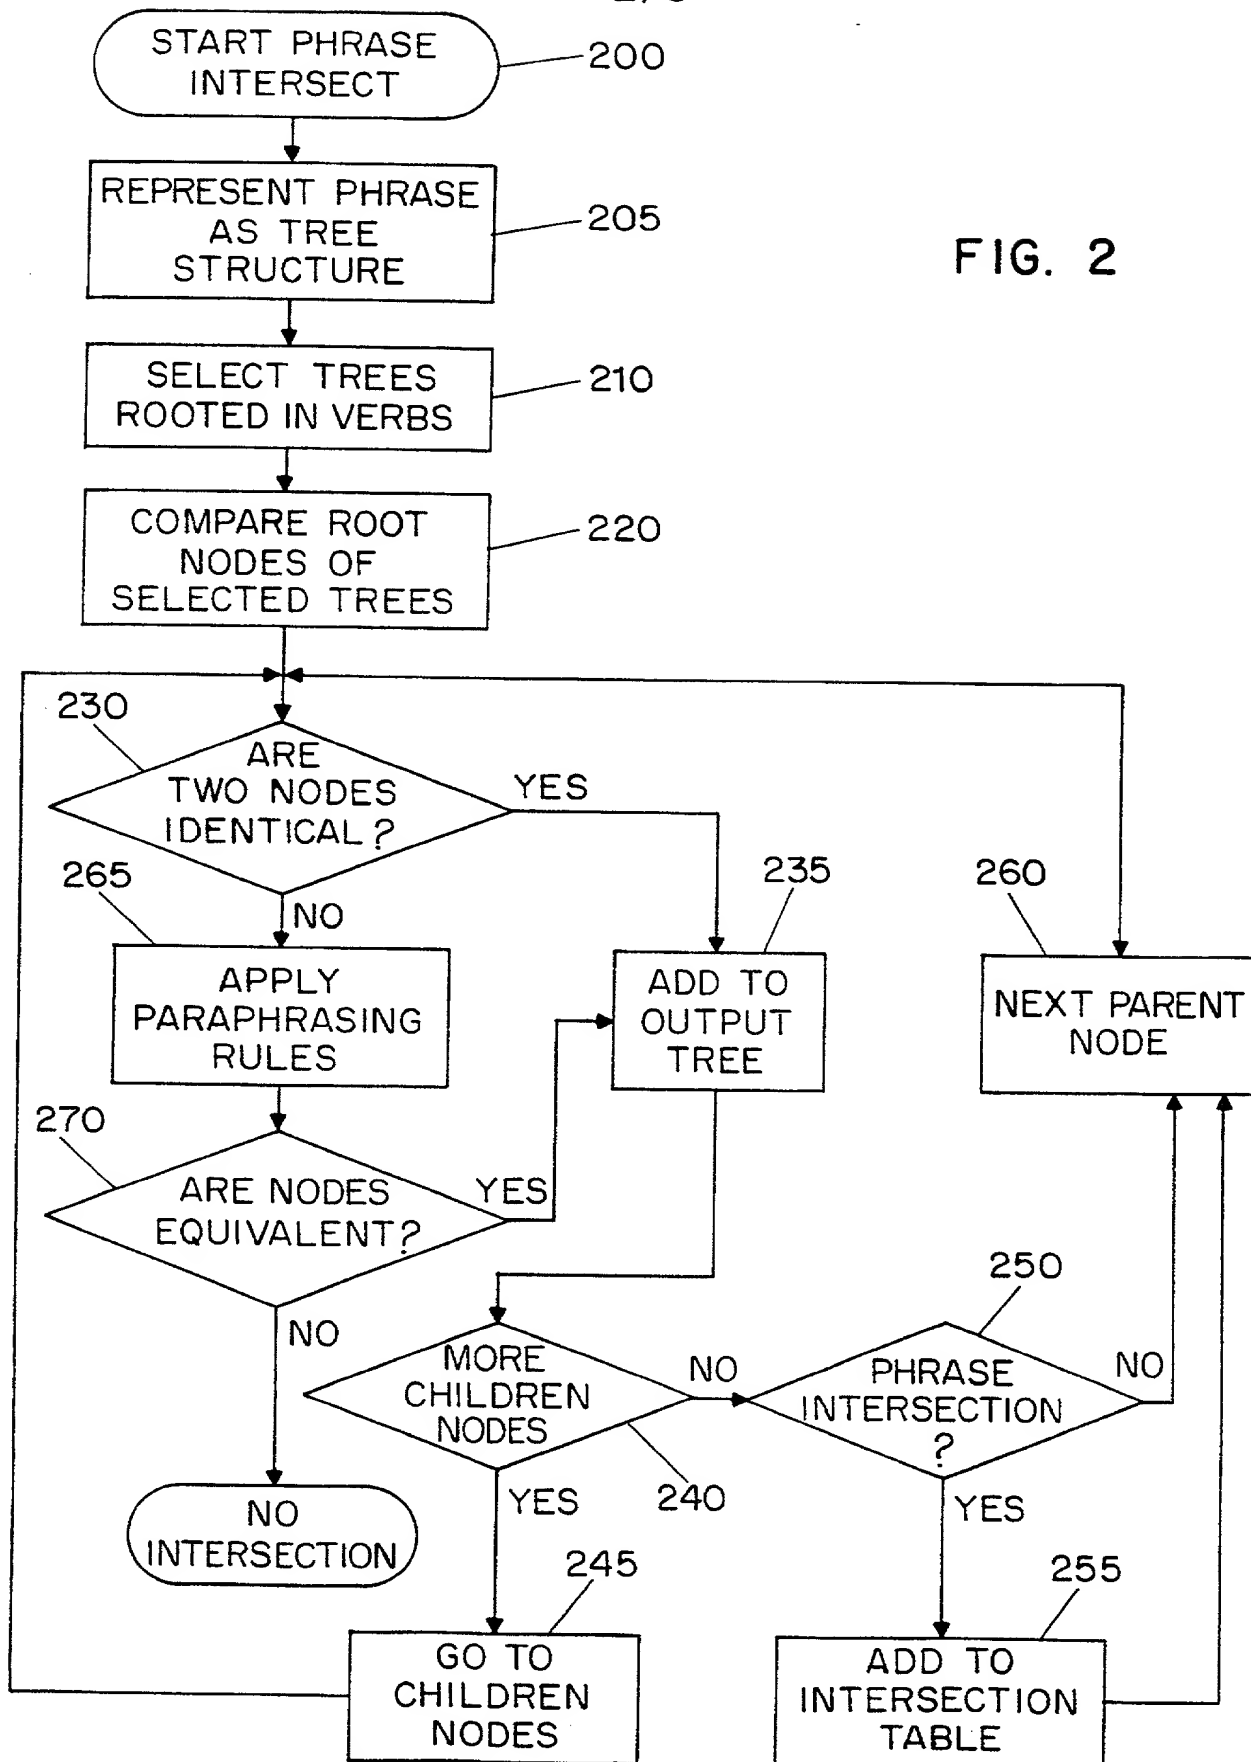 START PHRASE
INTERSECT
200
REPRESENT PHRASE
AS TREE
STRUCTURE
205
FIG. 2
SELECT TREES
ROOTED IN VERBS
210
COMPARE ROOT
NODES OF
SELECTED TREES
220
230
ARE
TWO NODES
IDENTICAL?
YES
NO
265
APPLY
PARAPHRASING
RULES
235
ADD TO
OUTPUT
TREE
260
NEXT PARENT
NODE
270
ARE NODES
EQUIVALENT?
YES
NO
NO
INTERSECTION
MORE
CHILDREN
NODES
240
NO
YES
250
PHRASE
INTERSECTION
?
NO
YES
245
GO TO
CHILDREN
NODES
255
ADD TO
INTERSECTION
TABLE